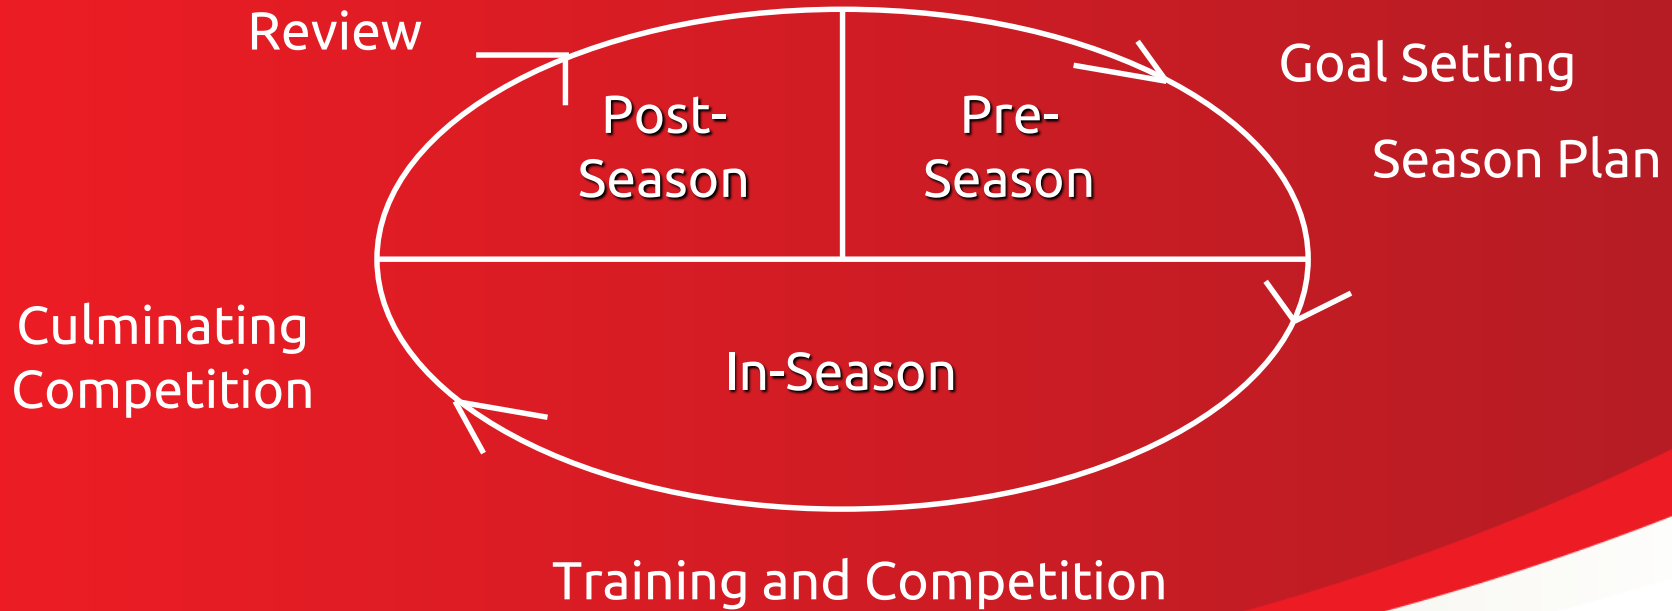 Review
Goal Setting
Post-
Season
Pre-
Season
Season Plan
Culminating
Competition
In-Season
Training and Competition